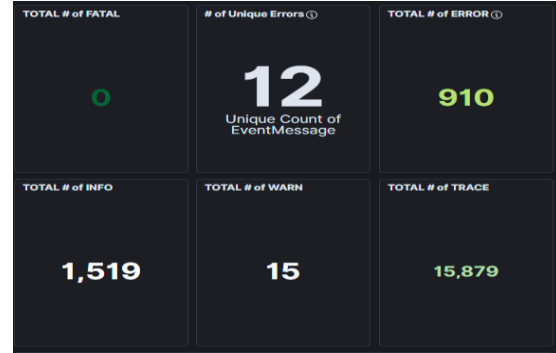 TOTAL # of FATAL
0
# of Unique Errors
12
Unique Count of
EventMessage
TOTAL # of ERROR
910
TOTAL # of INFO
1,519
TOTAL # of WARN
15
TOTAL # of TRACE
15,879